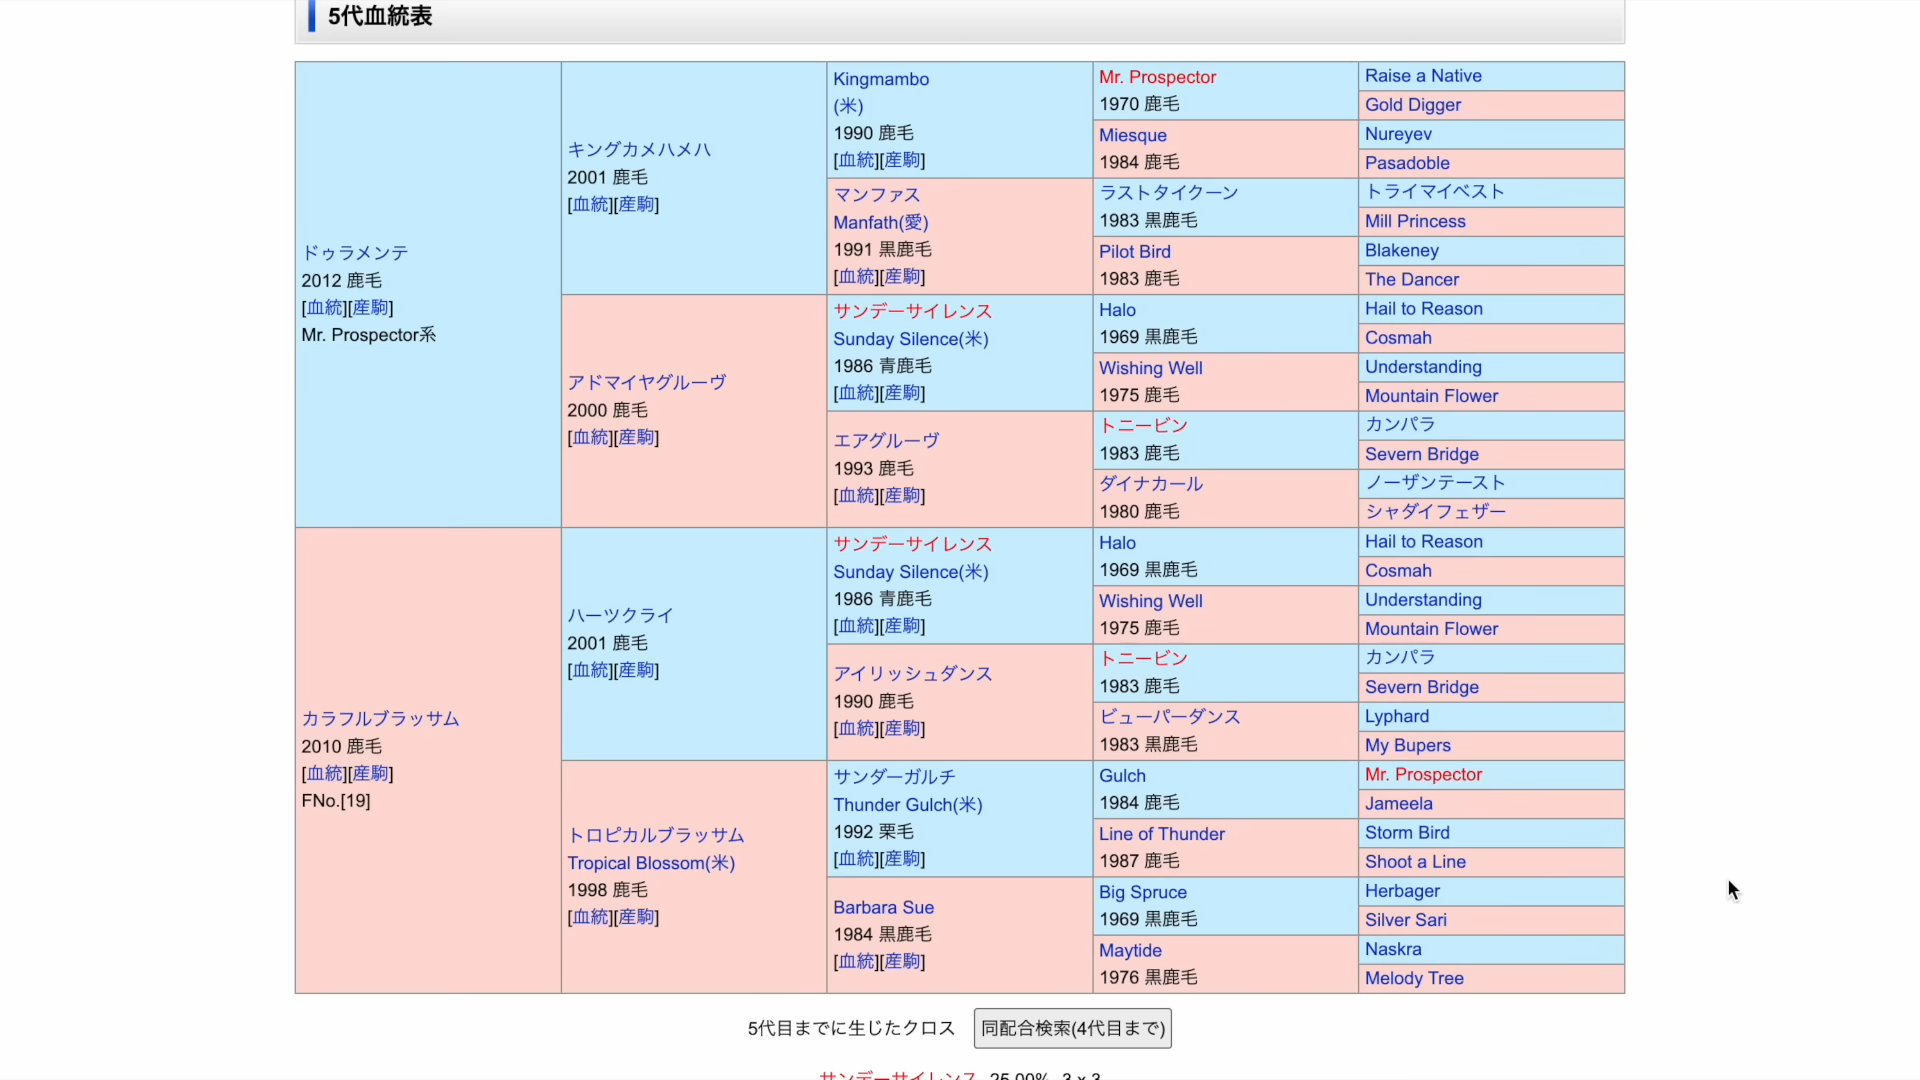 5代血統表
ドゥラメンテ
2012 鹿毛
[血統][産駒]
Mr. Prospector系
キングカメハメハ
2001 鹿毛
[血統][産駒]
Kingmambo
(米)
1990 鹿毛
[血統][産駒]
Mr. Prospector
1970 鹿毛
Raise a Native
Gold Digger
Miesque
1984 鹿毛
Nureyev
Pasadoble
マンファス
Manfath(愛)
1991 黒鹿毛
[血統][産駒]
ラストタイクーン
1983 黒鹿毛
トライマイベスト
Mill Princess
Pilot Bird
1983 鹿毛
Blakeney
The Dancer
アドマイヤグルーヴ
2000 鹿毛
[血統][産駒]
サンデーサイレンス
Sunday Silence(米)
1986 青鹿毛
[血統][産駒]
Halo
1969 黒鹿毛
Hail to Reason
Cosmah
Wishing Well
1975 鹿毛
Understanding
Mountain Flower
エアグルーヴ
1993 鹿毛
[血統][産駒]
トニービン
1983 鹿毛
カンパラ
Severn Bridge
ダイナカール
1980 鹿毛
ノーザンテースト
シャダイフェザー
カラフルブラッサム
2010 鹿毛
[血統][産駒]
FNo.[19]
ハーツクライ
2001 鹿毛
[血統][産駒]
サンデーサイレンス
Sunday Silence(米)
1986 青鹿毛
[血統][産駒]
Halo
1969 黒鹿毛
Hail to Reason
Cosmah
Wishing Well
1975 鹿毛
Understanding
Mountain Flower
アイリッシュダンス
1990 鹿毛
[血統][産駒]
トニービン
1983 鹿毛
カンパラ
Severn Bridge
ビューパーダンス
1983 黒鹿毛
Lyphard
My Bupers
トロピカルブラッサム
Tropical Blossom(米)
1998 鹿毛
[血統][産駒]
サンダーガルチ
Thunder Gulch(米)
1992 栗毛
[血統][産駒]
Gulch
1984 鹿毛
Mr. Prospector
Jameela
Line of Thunder
1987 鹿毛
Storm Bird
Shoot a Line
Barbara Sue
1984 黒鹿毛
[血統][産駒]
Big Spruce
1969 黒鹿毛
Herbager
Silver Sari
Maytide
1976 黒鹿毛
Naskra
Melody Tree
5代目までに生じたクロス 同配合検索(4代目まで)
サンデーサイレンス 25.00% 3 x 3